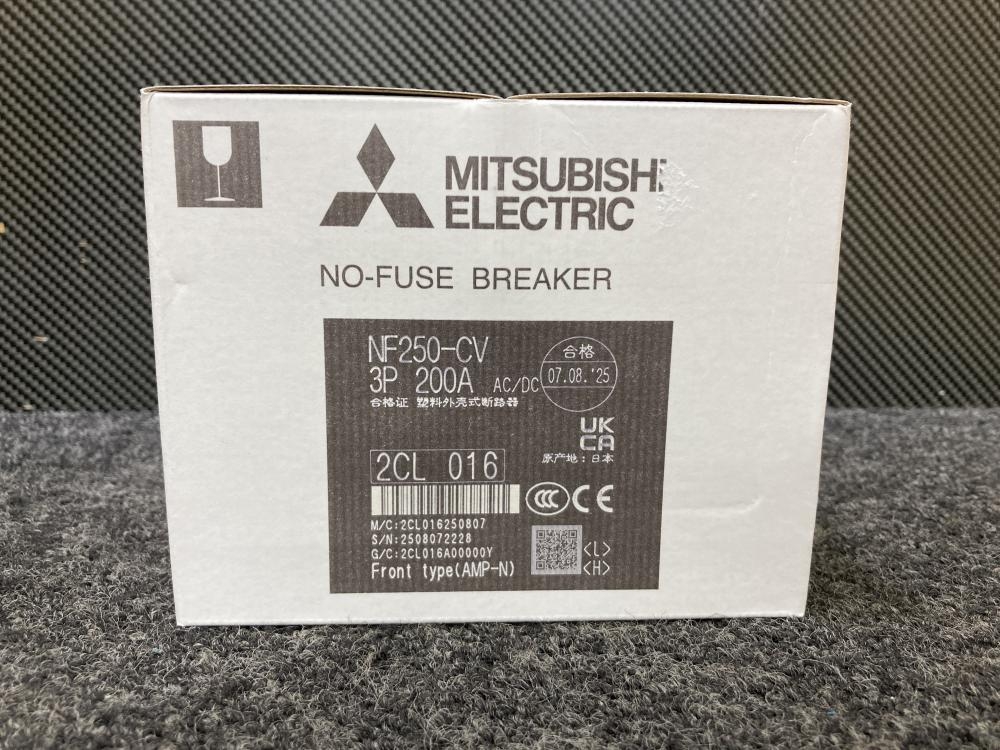 MITSUBISHI
ELECTRIC
NO-FUSE BREAKER
NF250-CV
3P 200A AC/DC
合格
07.08.'25
合格证 塑料外壳式断路器
UK
CA
原产地:日本
2CL 016
CCC CE
M/C:2CL016250807
S/N:2508072228
G/C:2CL016A00000Y
Front type(AMP-N)
<L>
<H>